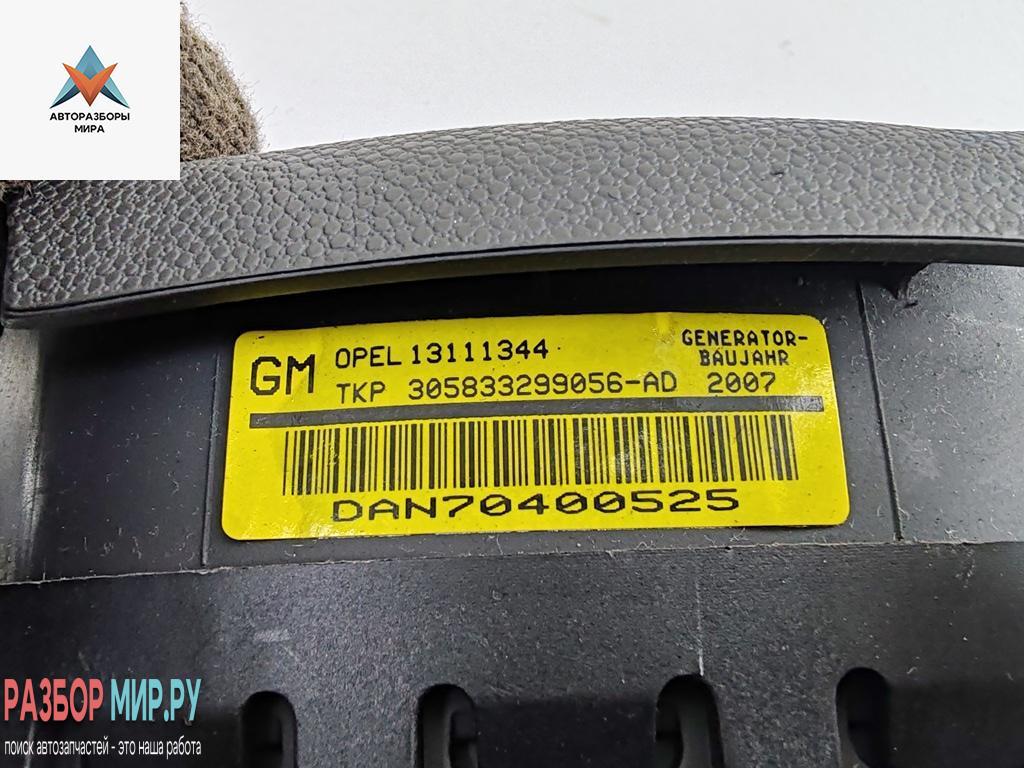 АВТОРАЗБОРЫ
МИРА
GM
OPEL 13111344
TKP 305833299056-AD
GENERATOR-
BAUJAHR
2007
DAN70400525
РАЗБОР МИР.РУ
поиск автозапчастей - это наша работа